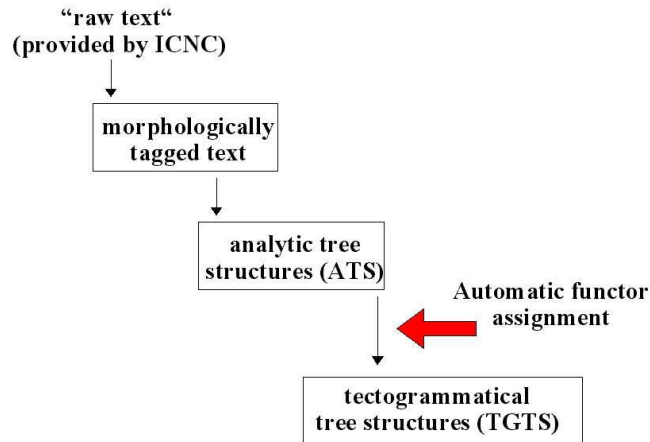 “raw text“
(provided by ICNC)
morphologically
tagged text
analytic tree
structures (ATS)
Automatic functor
assignment
tectogrammatical
tree structures (TGTS)